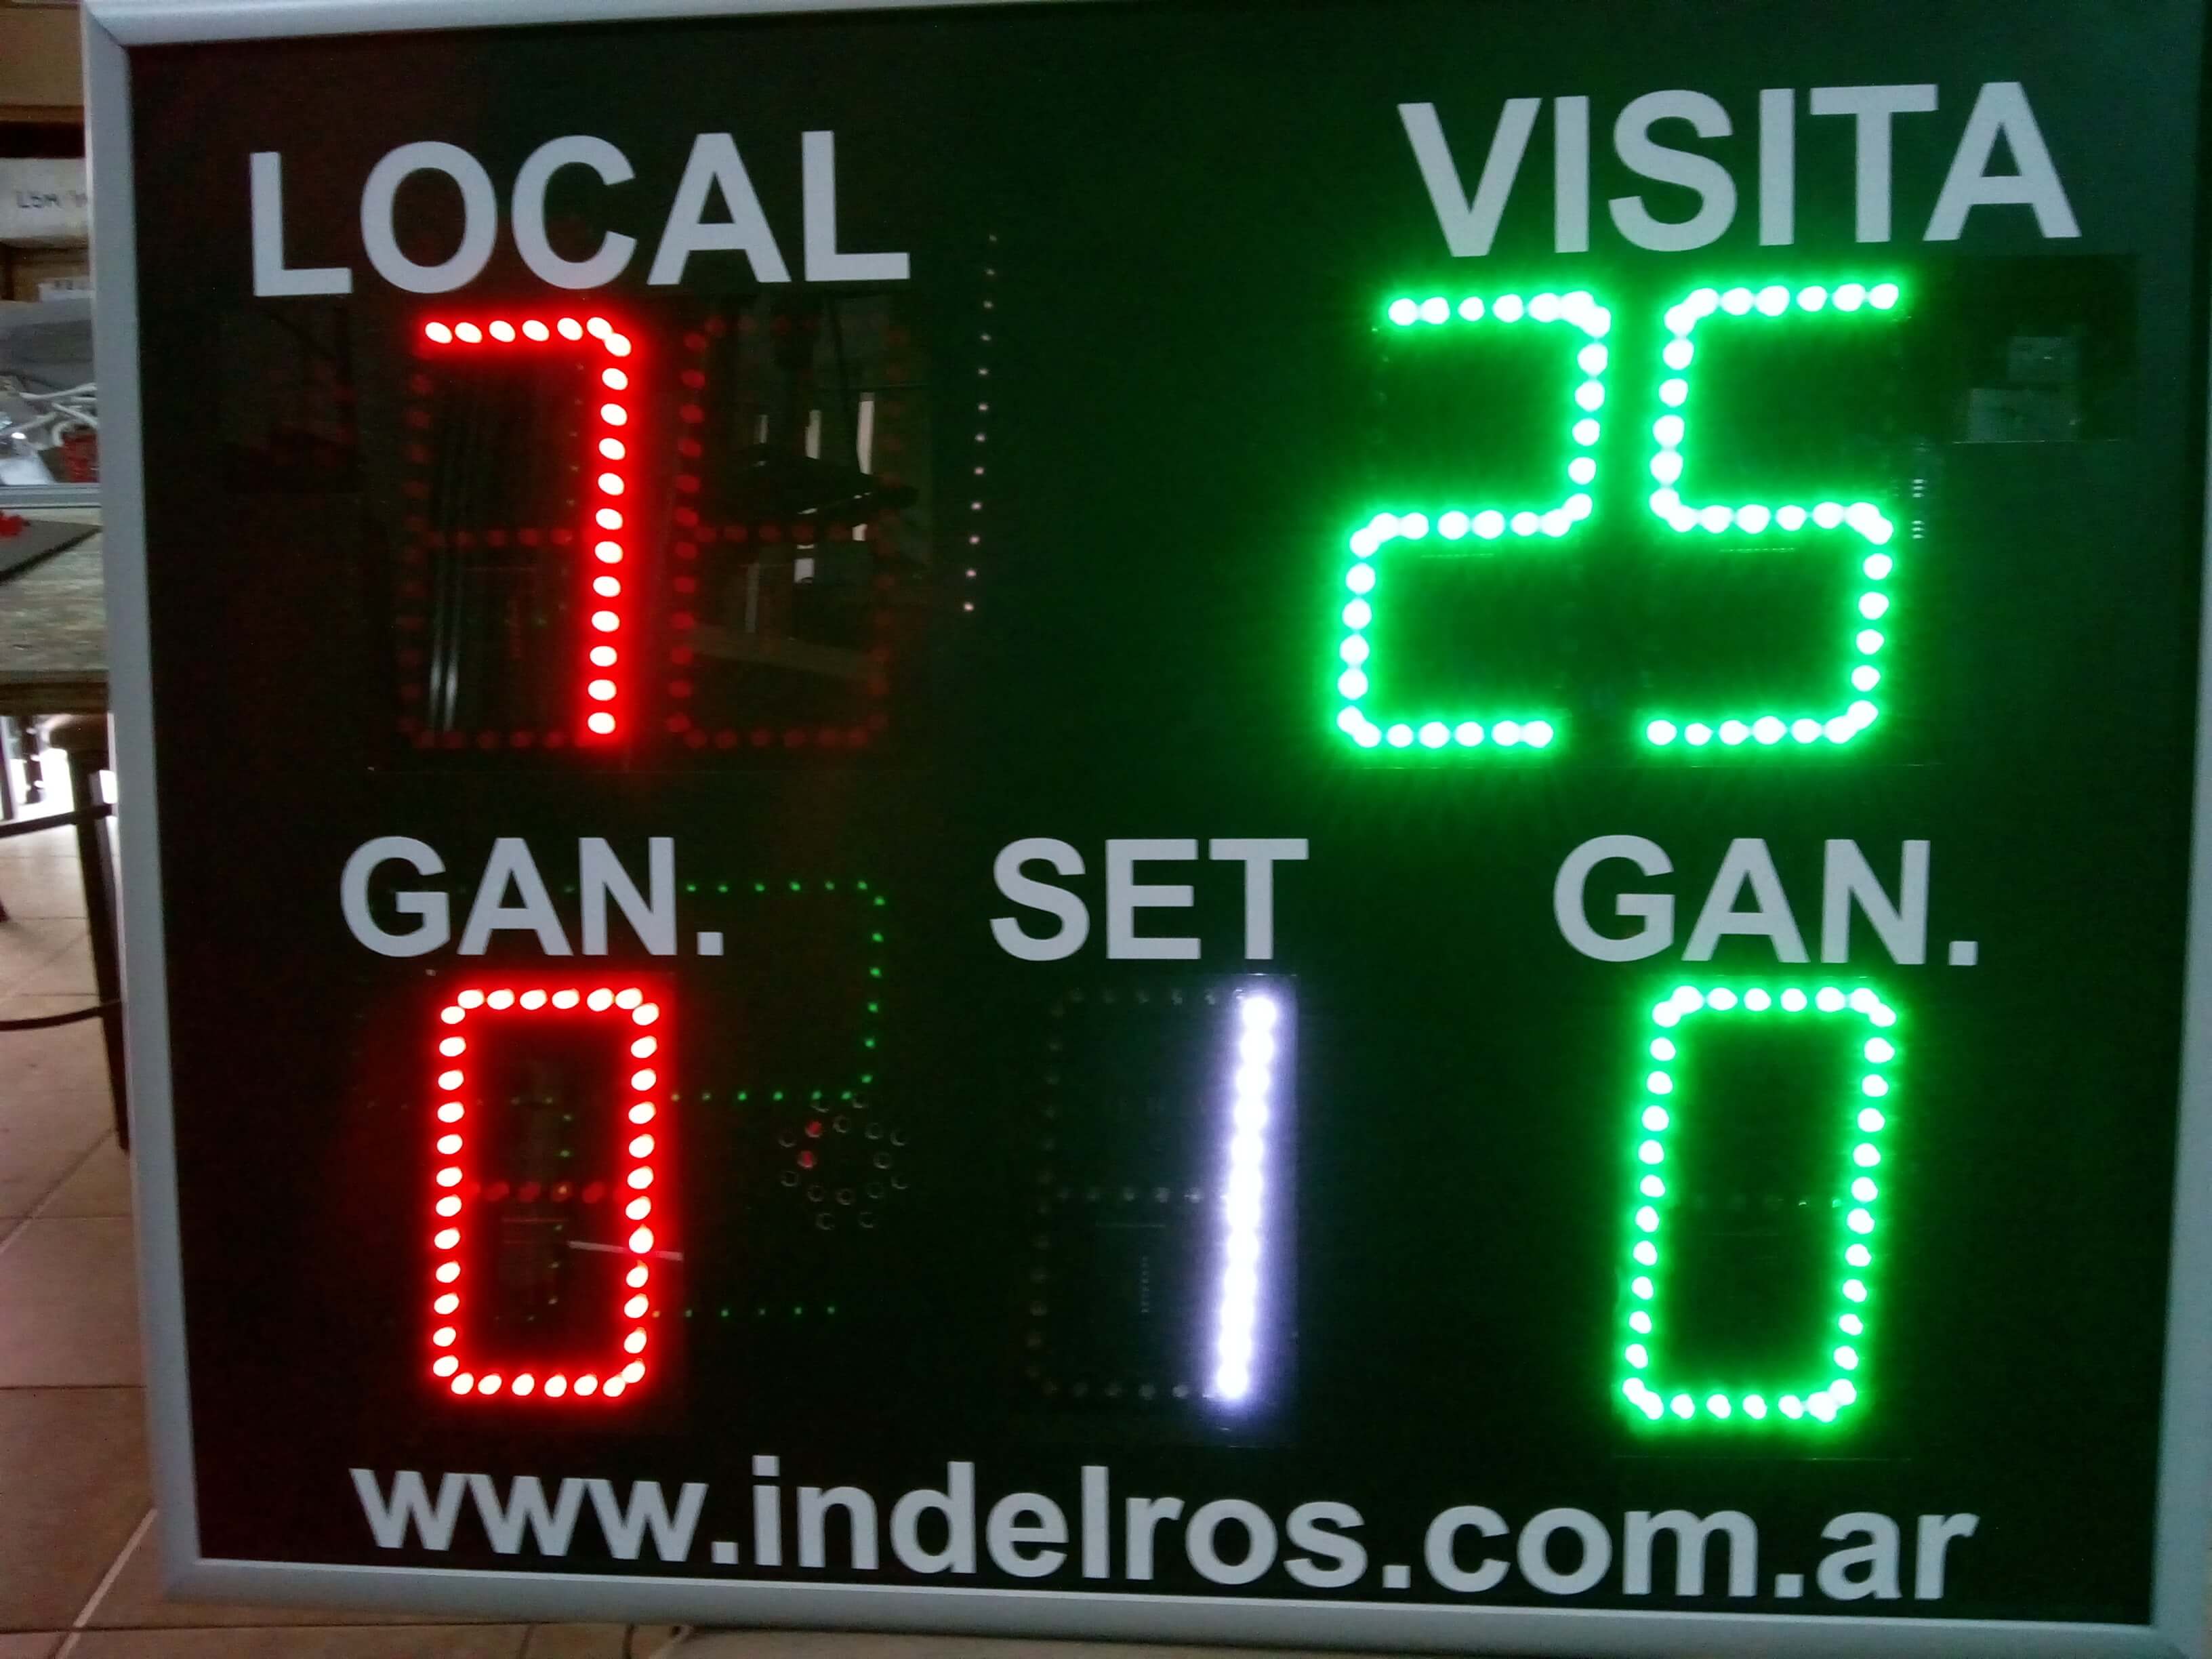 LOCAL VISITA
7 25
GAN. SET GAN.
0 1 0
www.indelros.com.ar